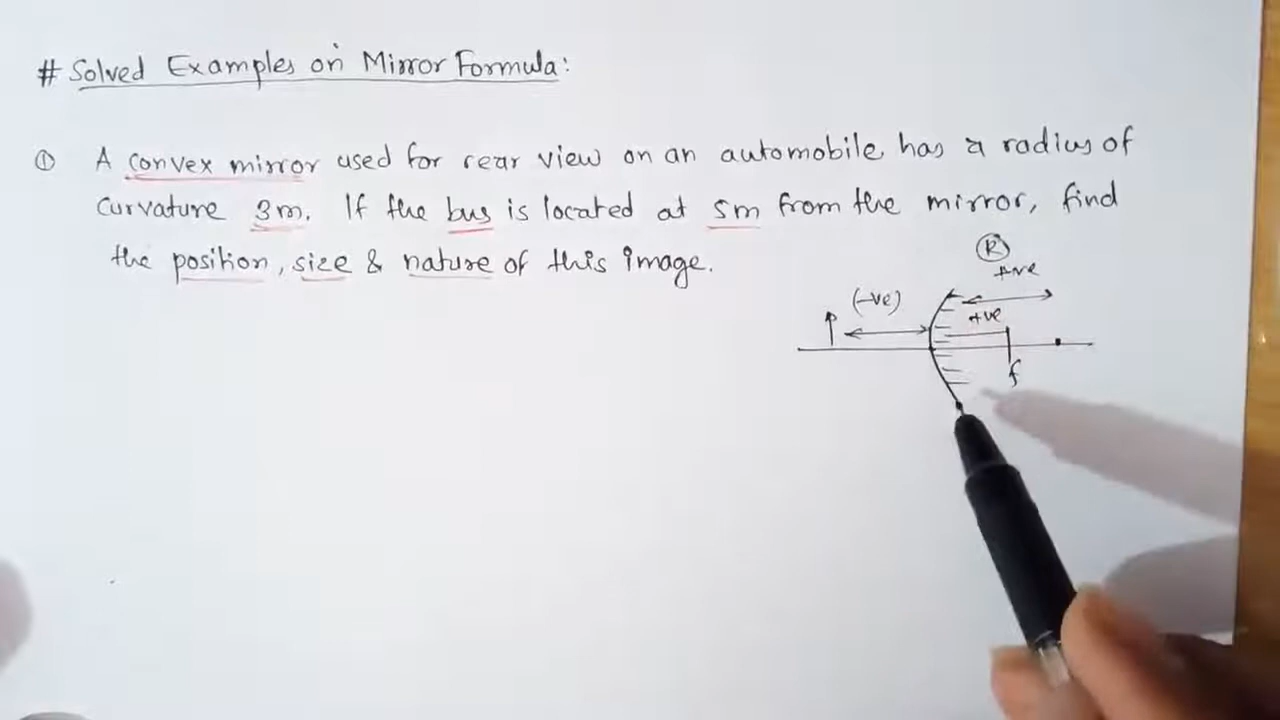 # Solved Examples on Mirror Formula:
① A convex mirror used for rear view on an automobile has a radius of
curvature 3m. If the bus is located at 5m from the mirror, find
the position, size & nature of this image.
R
+ve
(-ve)
+ve
f